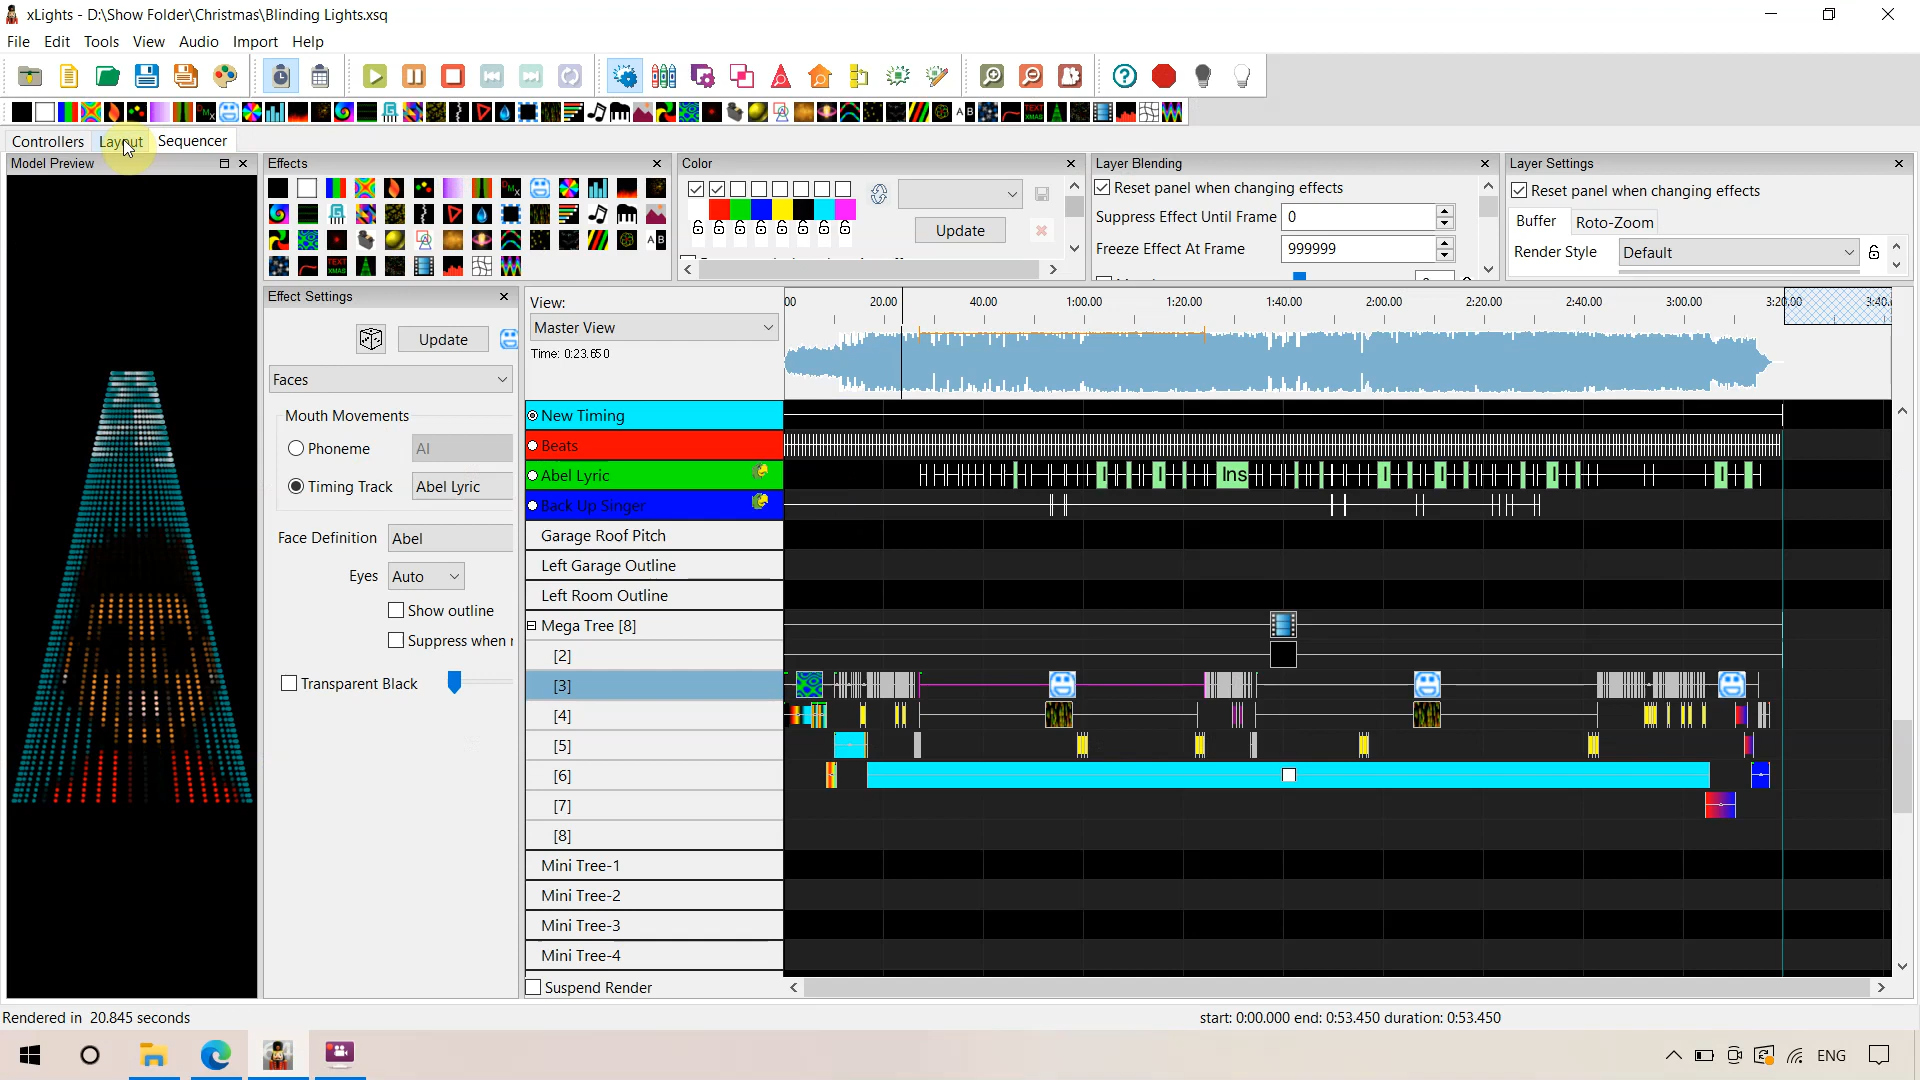 xLights - D:\Show Folder\Christmas\Blinding Lights.xsq
File Edit Tools View Audio Import Help
Controllers Layout Sequencer
Model Preview
Effects
Color
Layer Blending
Layer Settings
Reset panel when changing effects
Reset panel when changing effects
Suppress Effect Until Frame 0
Buffer Roto-Zoom
Update
Freeze Effect At Frame 999999
Render Style Default
Effect Settings
View:
Master View
Time: 0:23.650
00 20.00 40.00 1:00.00 1:20.00 1:40.00 2:00.00 2:20.00 2:40.00 3:00.00 3:20.00 3:40.
Update
Faces
Mouth Movements
Phoneme AI
Timing Track Abel Lyric
Face Definition Abel
Eyes Auto
Show outline
Suppress when
Transparent Black
New Timing
Beats
Abel Lyric
Ins
Back Up Singer
Garage Roof Pitch
Left Garage Outline
Left Room Outline
Mega Tree [8]
[2]
[3]
[4]
[5]
[6]
[7]
[8]
Mini Tree-1
Mini Tree-2
Mini Tree-3
Mini Tree-4
Suspend Render
Rendered in 20.845 seconds
start: 0:00.000 end: 0:53.450 duration: 0:53.450
ENG